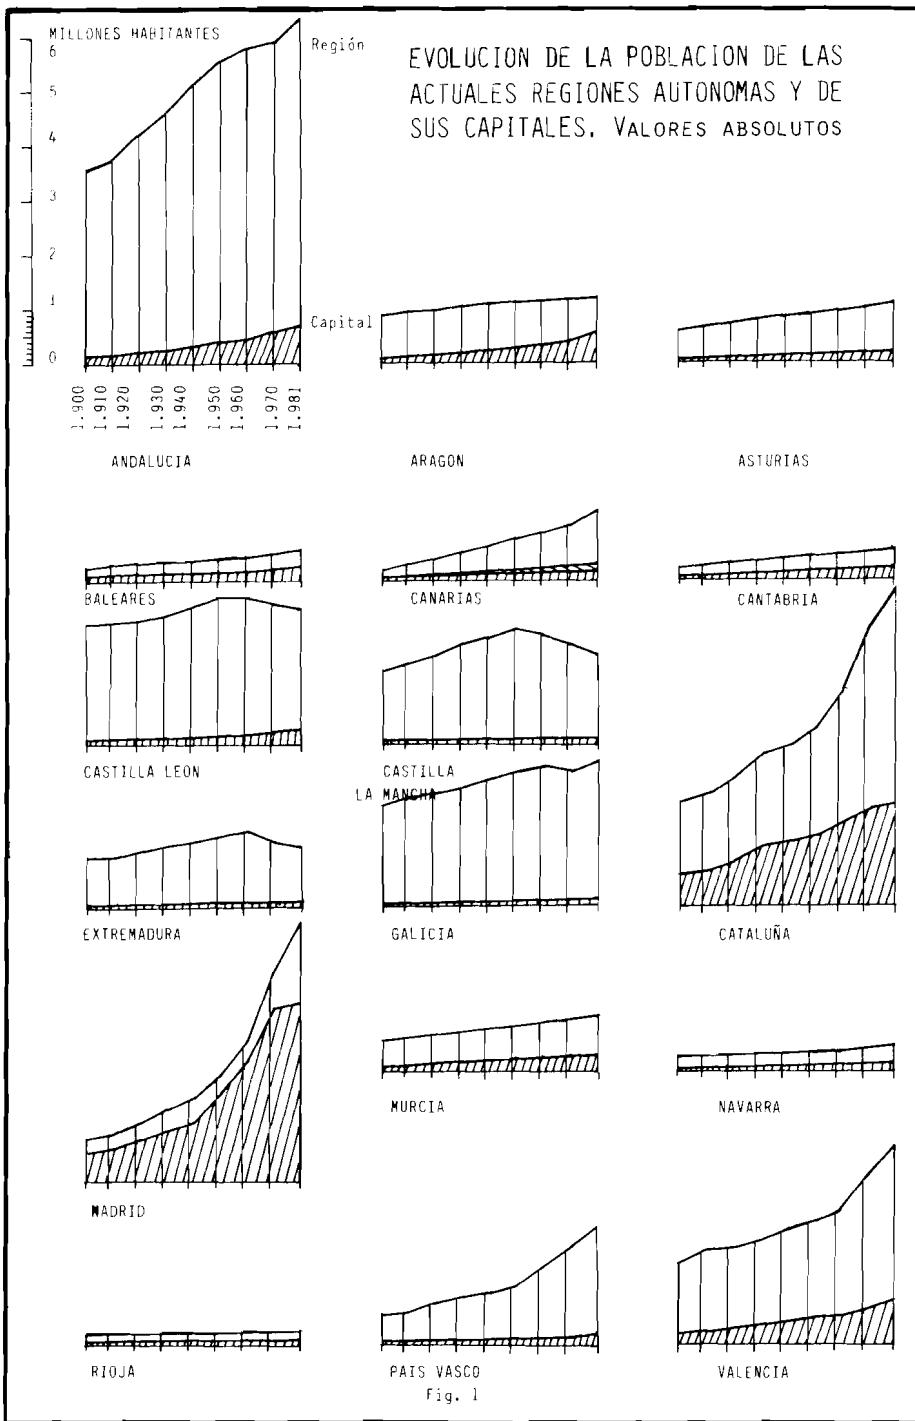 MILLONES HABITANTES
EVOLUCION DE LA POBLACION DE LAS
ACTUALES REGIONES AUTONOMAS Y DE
SUS CAPITALES. VALORES ABSOLUTOS
Región
6
5
4
3
2
1
0
Capital
1.900
1.910
1.920
1.930
1.940
1.950
1.960
1.970
1.981
ANDALUCIA
ARAGON
ASTURIAS
BALEARES
CANARIAS
CANTABRIA
CASTILLA LEON
CASTILLA
LA MANCHA
EXTREMADURA
GALICIA
CATALUÑA
MADRID
MURCIA
NAVARRA
RIOJA
PAIS VASCO
VALENCIA
Fig. 1